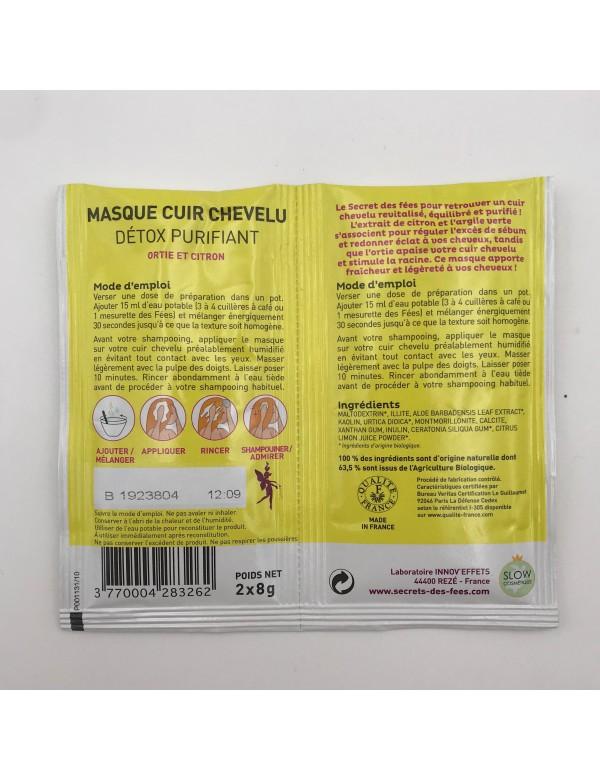 MASQUE CUIR CHEVELU
DÉTOX PURIFIANT
ORTIE ET CITRON
Mode d'emploi
Verser une dose de préparation dans un pot.
Ajouter 15 ml d'eau potable (3 à 4 cuillères à café ou
1 mesurette des Fées) et mélanger énergiquement
30 secondes jusqu'à ce que la texture soit homogène.
Avant votre shampooing, appliquer le masque
sur votre cuir chevelu préalablement humidifié
en évitant tout contact avec les yeux. Masser
légèrement avec la pulpe des doigts. Laisser poser
10 minutes. Rincer abondamment à l'eau tiède
avant de procéder à votre shampooing habituel.
AJOUTER /
MÉLANGER
APPLIQUER
RINCER
SHAMPOUINER/
ADMIRER
B 1923804 12:09
Suivre le mode d'emploi. Ne pas avaler ni inhaler.
Conserver à l'abri de la chaleur et de l'humidité.
Utiliser de l'eau potable pour reconstituer.
A utiliser immédiatement après reconstitution.
Ne pas conserver l'excédent de produit. Ne pas respirer les poussières.
P001131/10
3 770004 283262
POIDS NET
2x8g
Le Secret des fées pour retrouver un cuir
chevelu revitalisé, équilibré et purifié !
L'extrait de citron et l'argile verte
s'associent pour réguler l'excès de sébum
et redonner éclat à vos cheveux, tandis
que l'ortie apaise votre cuir chevelu
et stimule la racine. Ce masque apporte
fraîcheur et légèreté à vos cheveux !
Mode d'emploi
Verser une dose de préparation dans un pot.
Ajouter 15 ml d'eau potable (3 à 4 cuillères à café ou
1 mesurette des Fées) et mélanger énergiquement
30 secondes jusqu'à ce que la texture soit homogène.
Avant votre shampooing, appliquer le masque
sur votre cuir chevelu préalablement humidifié
en évitant tout contact avec les yeux. Masser
légèrement avec la pulpe des doigts. Laisser poser
10 minutes. Rincer abondamment à l'eau tiède
avant de procéder à votre shampooing habituel.
Ingrédients
MALTODEXTRIN*, ILLITE, ALOE BARBADENSIS LEAF EXTRACT*,
KAOLIN, URTICA DIOICA*, MONTMORILLONITE, CALCITE,
XANTHAN GUM, INULIN, CERATONIA SILIQUA GUM*, CITRUS
LIMON JUICE POWDER*.
* Ingrédients d'origine biologique.
100 % des ingrédients sont d'origine naturelle dont
63,5 % sont issus de l'Agriculture Biologique.
QUALITÉ
F
FRANCE
MADE
IN FRANCE
Procédé de fabrication contrôlé.
Caractéristiques certifiées par
Bureau Veritas Certification Le Guillaumet
92046 Paris La Défense Cedex
selon le référentiel I-305 disponible
sur www.qualite-france.com
Laboratoire INNOV'EFFETS
44400 REZÉ - France
www.secrets-des-fees.com
SLOW
COSMÉTIQUE